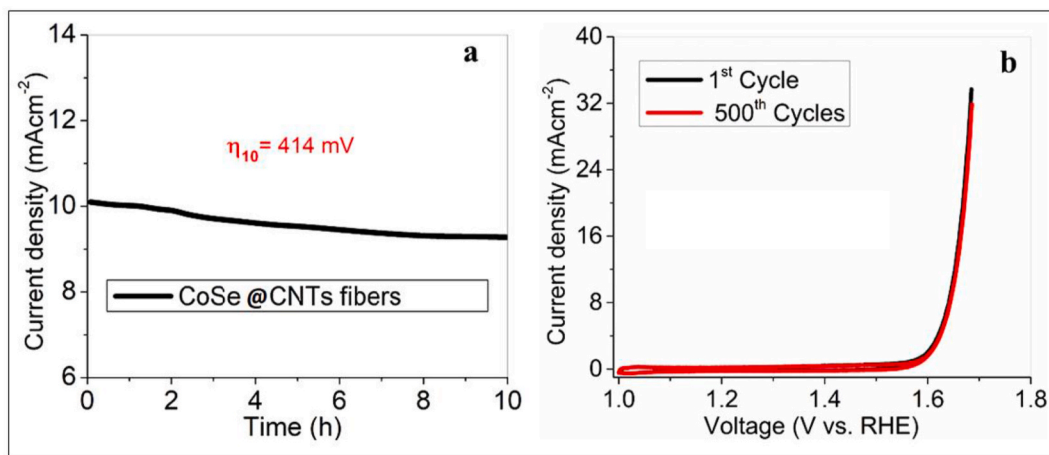 a
Current density (mAcm⁻²)
14
12
10
8
6
η₁₀= 414 mV
CoSe @CNTs fibers
0 2 4 6 8 10
Time (h)
b
Current density (mAcm⁻²)
40
32
24
16
8
0
1ˢᵗ Cycle
500ᵗʰ Cycles
1.0 1.2 1.4 1.6 1.8
Voltage (V vs. RHE)